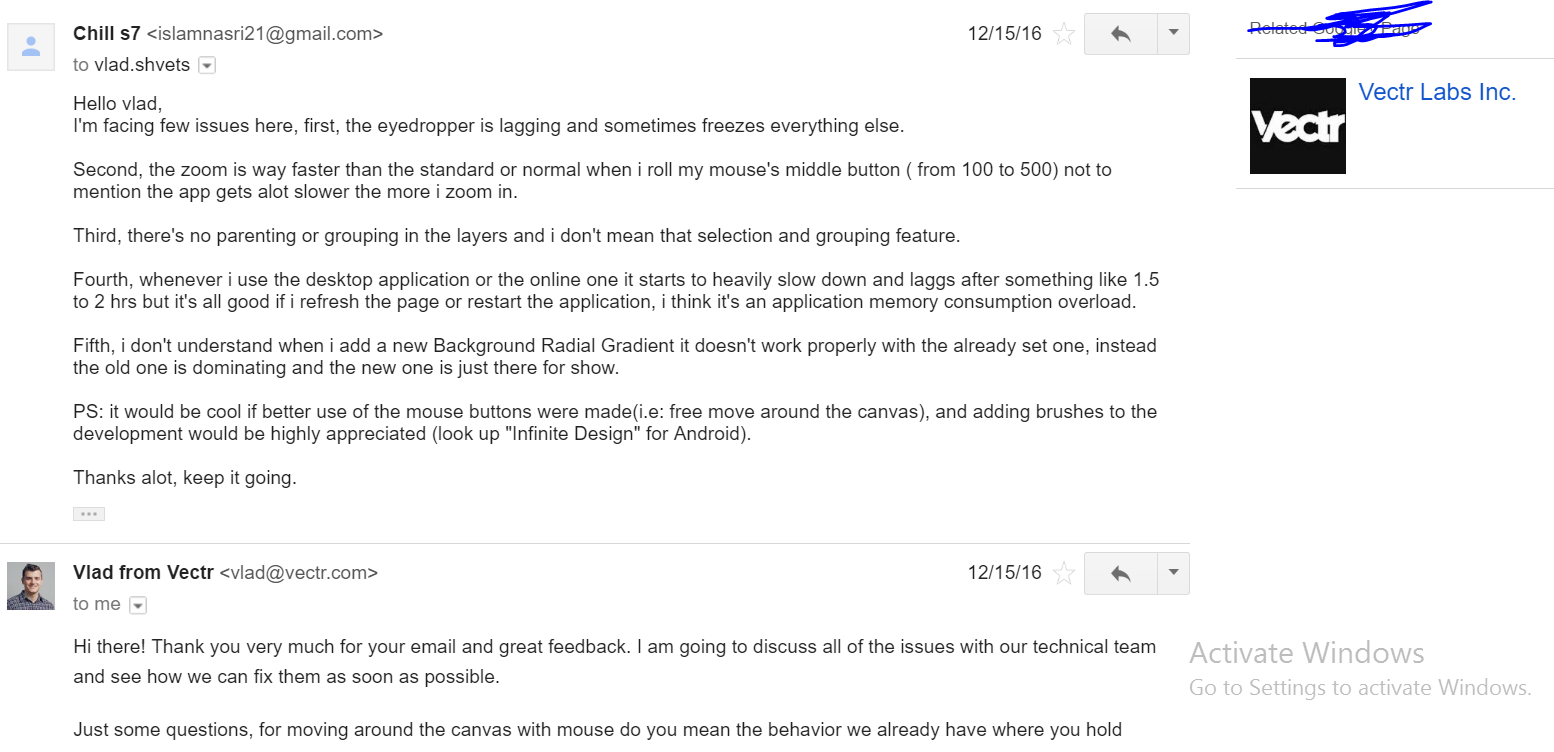 Chill s7 <islamnasri21@gmail.com>
12/15/16
to vlad.shvets
Hello vlad,
I'm facing few issues here, first, the eyedropper is lagging and sometimes freezes everything else.
Second, the zoom is way faster than the standard or normal when i roll my mouse's middle button ( from 100 to 500) not to
mention the app gets alot slower the more i zoom in.
Third, there's no parenting or grouping in the layers and i don't mean that selection and grouping feature.
Fourth, whenever i use the desktop application or the online one it starts to heavily slow down and laggs after something like 1.5
to 2 hrs but it's all good if i refresh the page or restart the application, i think it's an application memory consumption overload.
Fifth, i don't understand when i add a new Background Radial Gradient it doesn't work properly with the already set one, instead
the old one is dominating and the new one is just there for show.
PS: it would be cool if better use of the mouse buttons were made(i.e: free move around the canvas), and adding brushes to the
development would be highly appreciated (look up "Infinite Design" for Android).
Thanks alot, keep it going.
Vlad from Vectr <vlad@vectr.com>
12/15/16
to me
Hi there! Thank you very much for your email and great feedback. I am going to discuss all of the issues with our technical team
and see how we can fix them as soon as possible.
Just some questions, for moving around the canvas with mouse do you mean the behavior we already have where you hold
Related Page
Vectr
Vectr Labs Inc.
Activate Windows
Go to Settings to activate Windows.